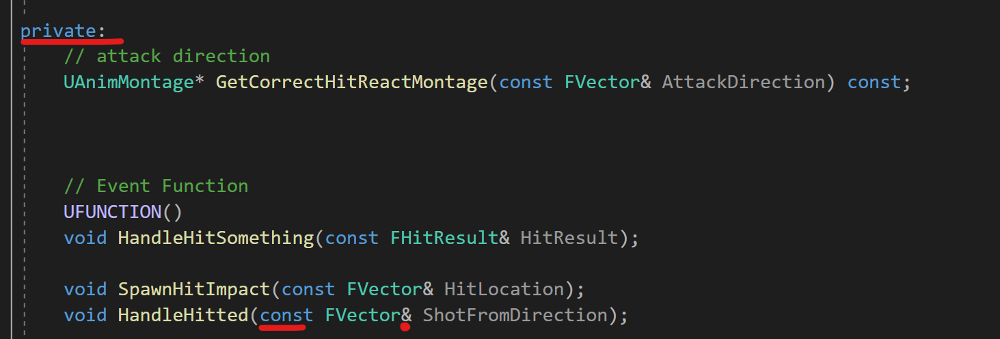 private:
// attack direction
UAnimMontage* GetCorrectHitReactMontage(const FVector& AttackDirection) const;
// Event Function
UFUNCTION()
void HandleHitSomething(const FHitResult& HitResult);
void SpawnHitImpact(const FVector& HitLocation);
void HandleHitted(const FVector& ShotFromDirection);